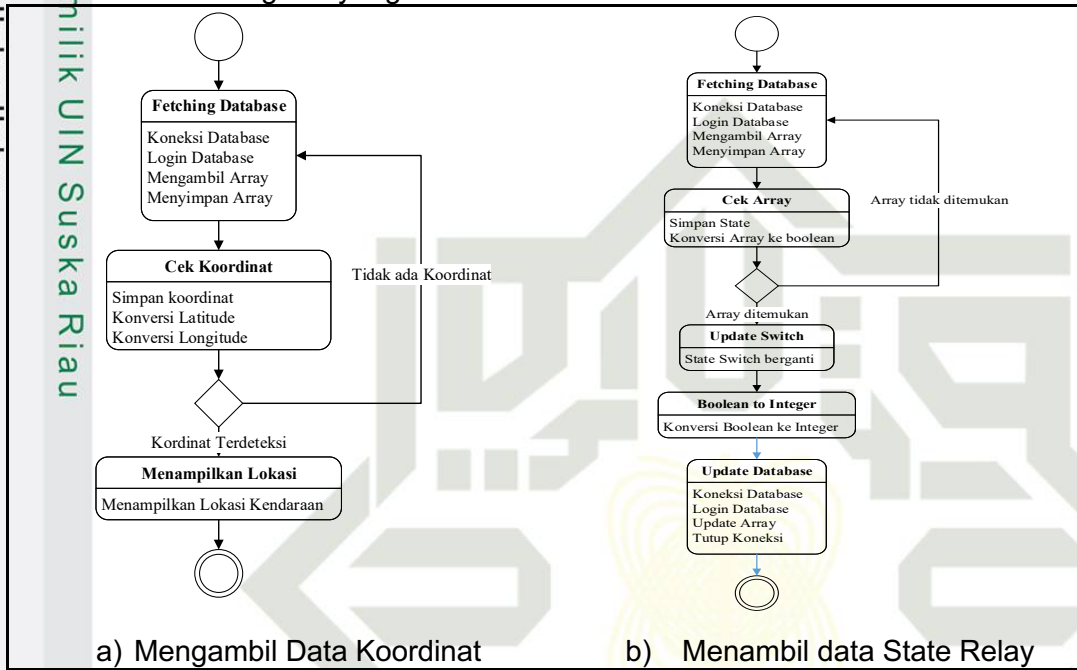 milik UIN Suska Riau
Fetching Database
Koneksi Database
Login Database
Mengambil Array
Menyimpan Array
Cek Koordinat
Simpan koordinat
Konversi Latitude
Konversi Longitude
Tidak ada Koordinat
Kordinat Terdeteksi
Menampilkan Lokasi
Menampilkan Lokasi Kendaraan
a) Mengambil Data Koordinat
Fetching Database
Koneksi Database
Login Database
Mengambil Array
Menyimpan Array
Cek Array
Simpan State
Konversi Array ke boolean
Array tidak ditemukan
Array ditemukan
Update Switch
State Switch berganti
Boolean to Integer
Konversi Boolean ke Integer
Update Database
Koneksi Database
Login Database
Update Array
Tutup Koneksi
b) Menambil data State Relay